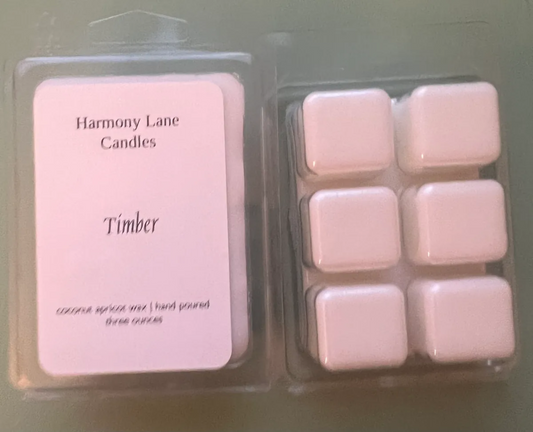 Harmony Lane
Candles
Timber
coconut apricot wax | hand poured
three ounces